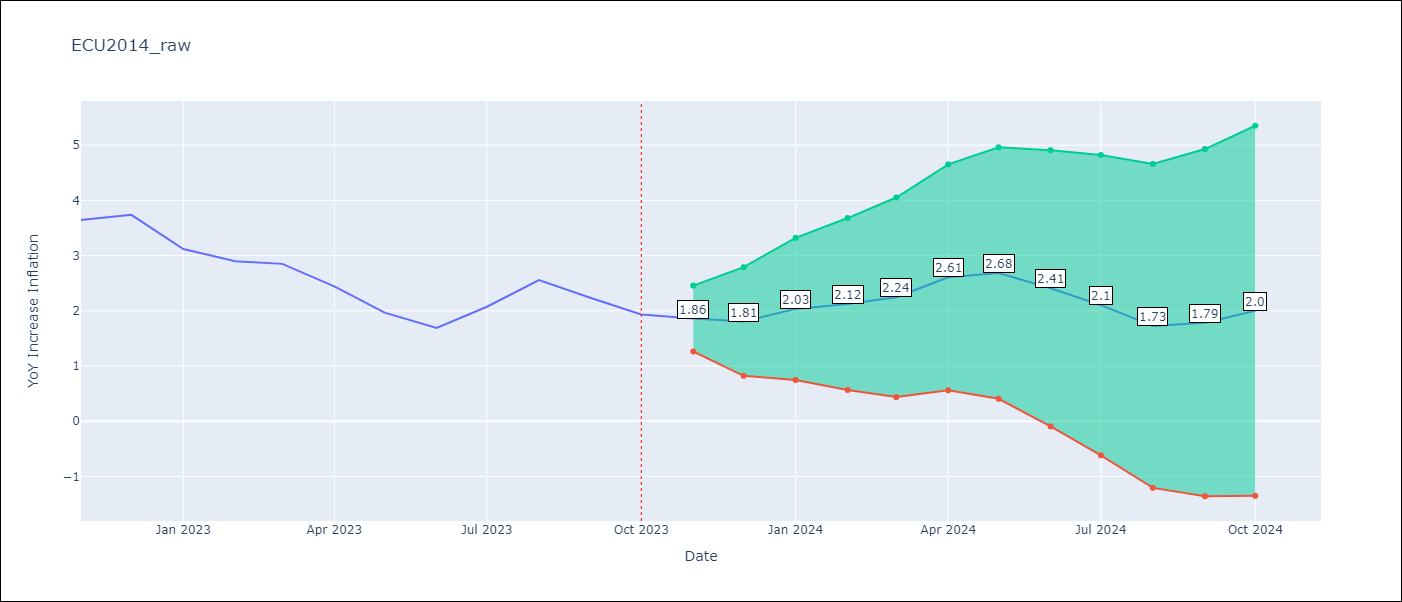 ECU2014_raw
YoY Increase Inflation
5
4
3
2
1
0
−1
1.86
1.81
2.03
2.12
2.24
2.61
2.68
2.41
2.1
1.73
1.79
2.0
Jan 2023
Apr 2023
Jul 2023
Oct 2023
Jan 2024
Apr 2024
Jul 2024
Oct 2024
Date